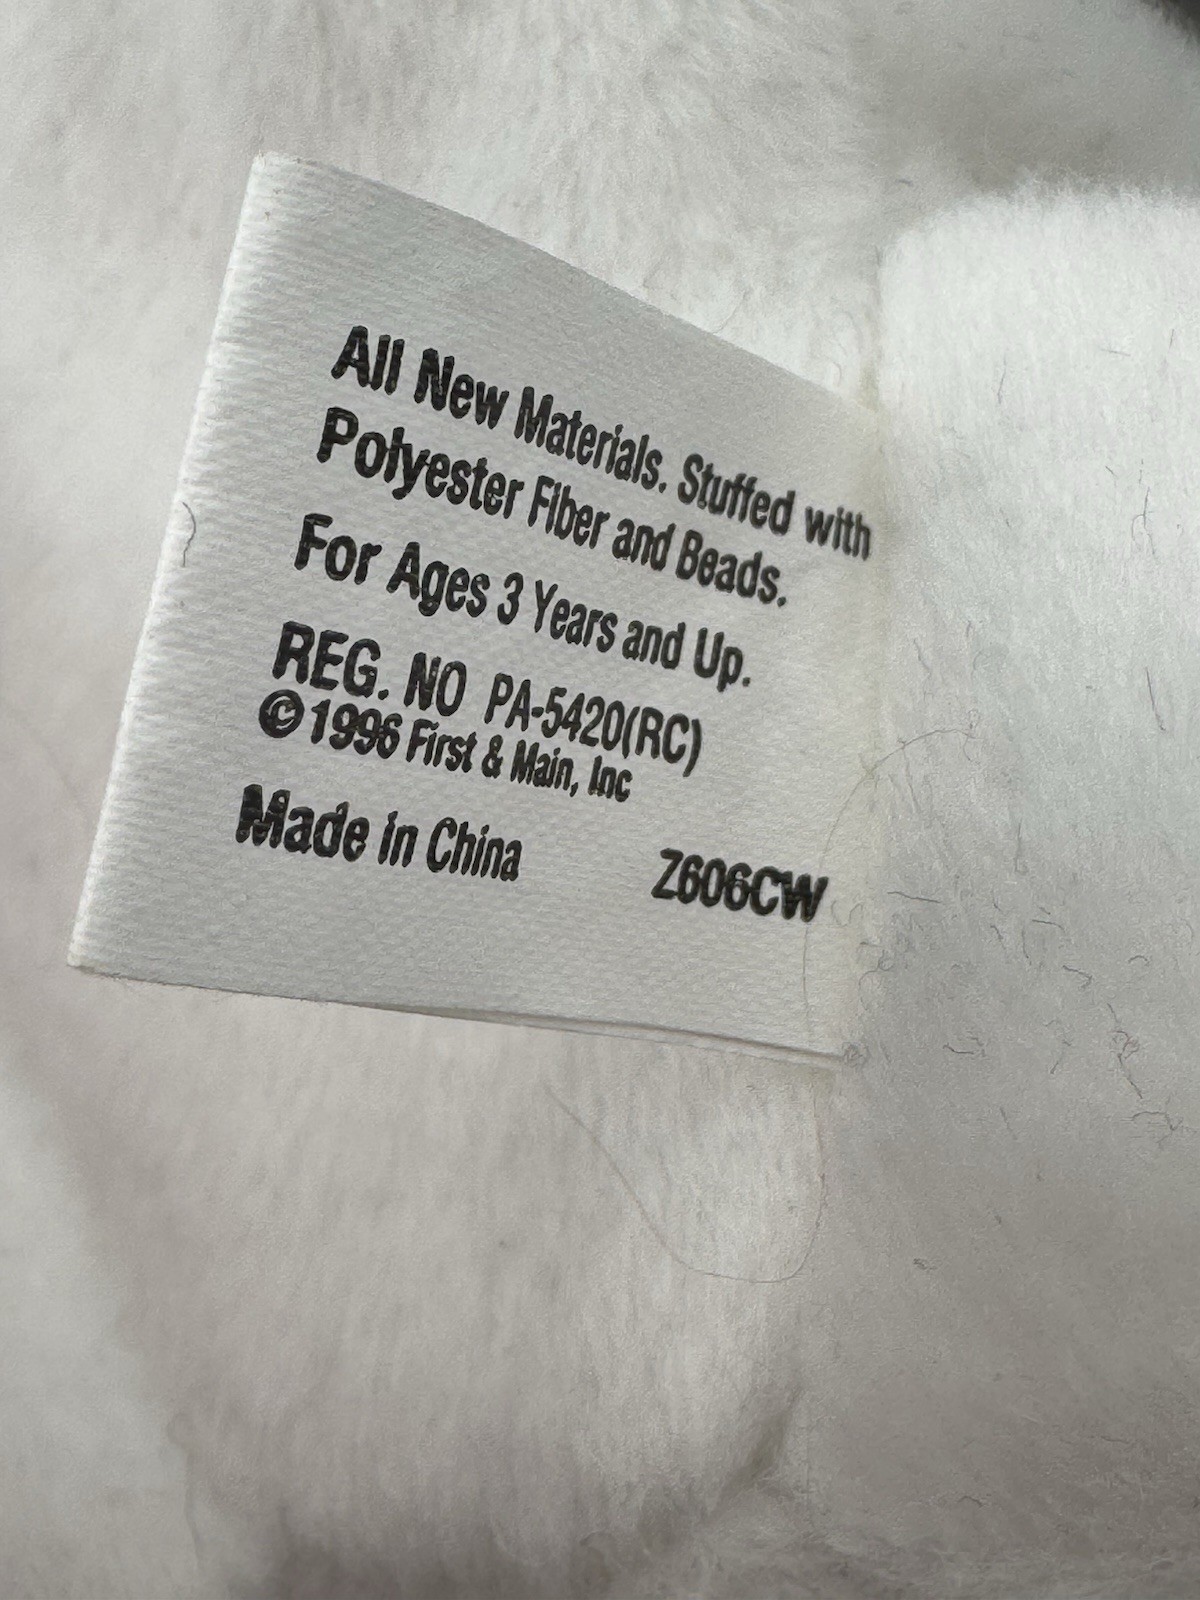 All New Materials. Stuffed with
Polyester Fiber and Beads.
For Ages 3 Years and Up.
REG. NO PA-5420(RC)
©1996 First & Main, Inc
Made in China Z606CW